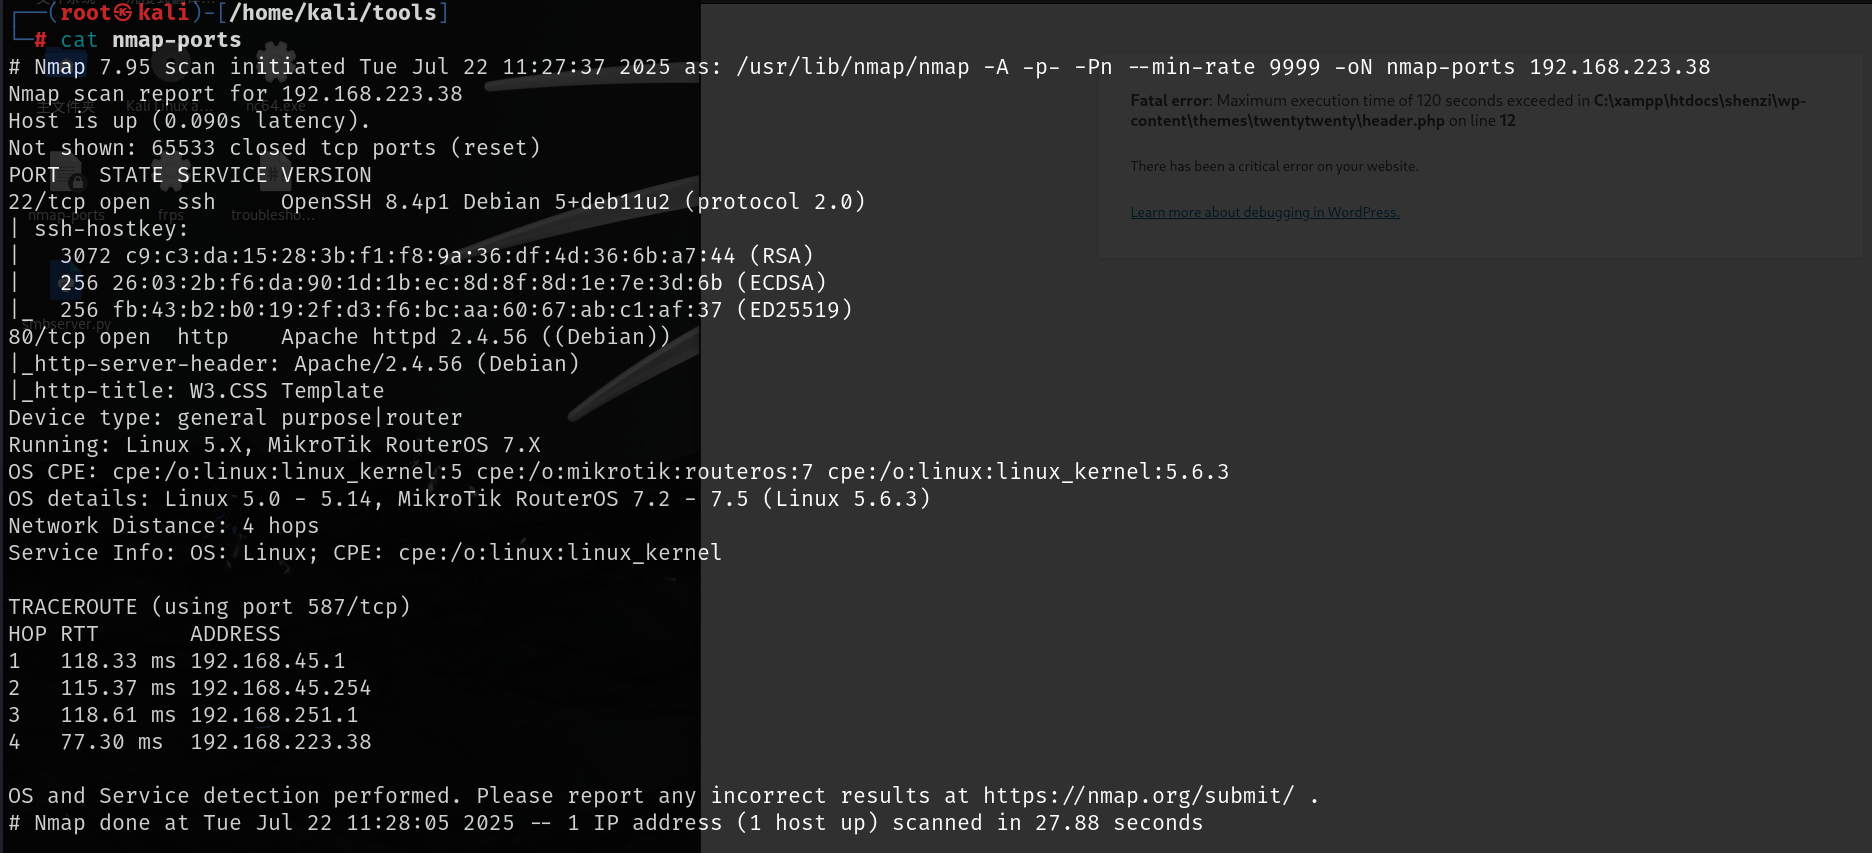 ┌──(root㉿kali)-[/home/kali/tools]
└─# cat nmap-ports
# Nmap 7.95 scan initiated Tue Jul 22 11:27:37 2025 as: /usr/lib/nmap/nmap -A -p- -Pn --min-rate 9999 -oN nmap-ports 192.168.223.38
Nmap scan report for 192.168.223.38
Host is up (0.090s latency).
Not shown: 65533 closed tcp ports (reset)
PORT   STATE SERVICE VERSION
22/tcp open  ssh     OpenSSH 8.4p1 Debian 5+deb11u2 (protocol 2.0)
| ssh-hostkey:
|   3072 c9:c3:da:15:28:3b:f1:f8:9a:36:df:4d:36:6b:a7:44 (RSA)
|   256 26:03:2b:f6:da:90:1d:1b:ec:8d:8f:8d:1e:7e:3d:6b (ECDSA)
|_  256 fb:43:b2:b0:19:2f:d3:f6:bc:aa:60:67:ab:c1:af:37 (ED25519)
80/tcp open  http    Apache httpd 2.4.56 ((Debian))
|_http-server-header: Apache/2.4.56 (Debian)
|_http-title: W3.CSS Template
Device type: general purpose|router
Running: Linux 5.X, MikroTik RouterOS 7.X
OS CPE: cpe:/o:linux:linux_kernel:5 cpe:/o:mikrotik:routeros:7 cpe:/o:linux:linux_kernel:5.6.3
OS details: Linux 5.0 - 5.14, MikroTik RouterOS 7.2 - 7.5 (Linux 5.6.3)
Network Distance: 4 hops
Service Info: OS: Linux; CPE: cpe:/o:linux:linux_kernel
TRACEROUTE (using port 587/tcp)
HOP RTT       ADDRESS
1   118.33 ms 192.168.45.1
2   115.37 ms 192.168.45.254
3   118.61 ms 192.168.251.1
4   77.30 ms  192.168.223.38
OS and Service detection performed. Please report any incorrect results at https://nmap.org/submit/ .
# Nmap done at Tue Jul 22 11:28:05 2025 -- 1 IP address (1 host up) scanned in 27.88 seconds
主文件夹
Kali Linux a...
nc64.exe
nmap-ports
frps
troublesho...
smbserver.py
Fatal error: Maximum execution time of 120 seconds exceeded in C:\xampp\htdocs\shenzi\wp-
content\themes\twentytwenty\header.php on line 12
There has been a critical error on your website.
Learn more about debugging in WordPress.